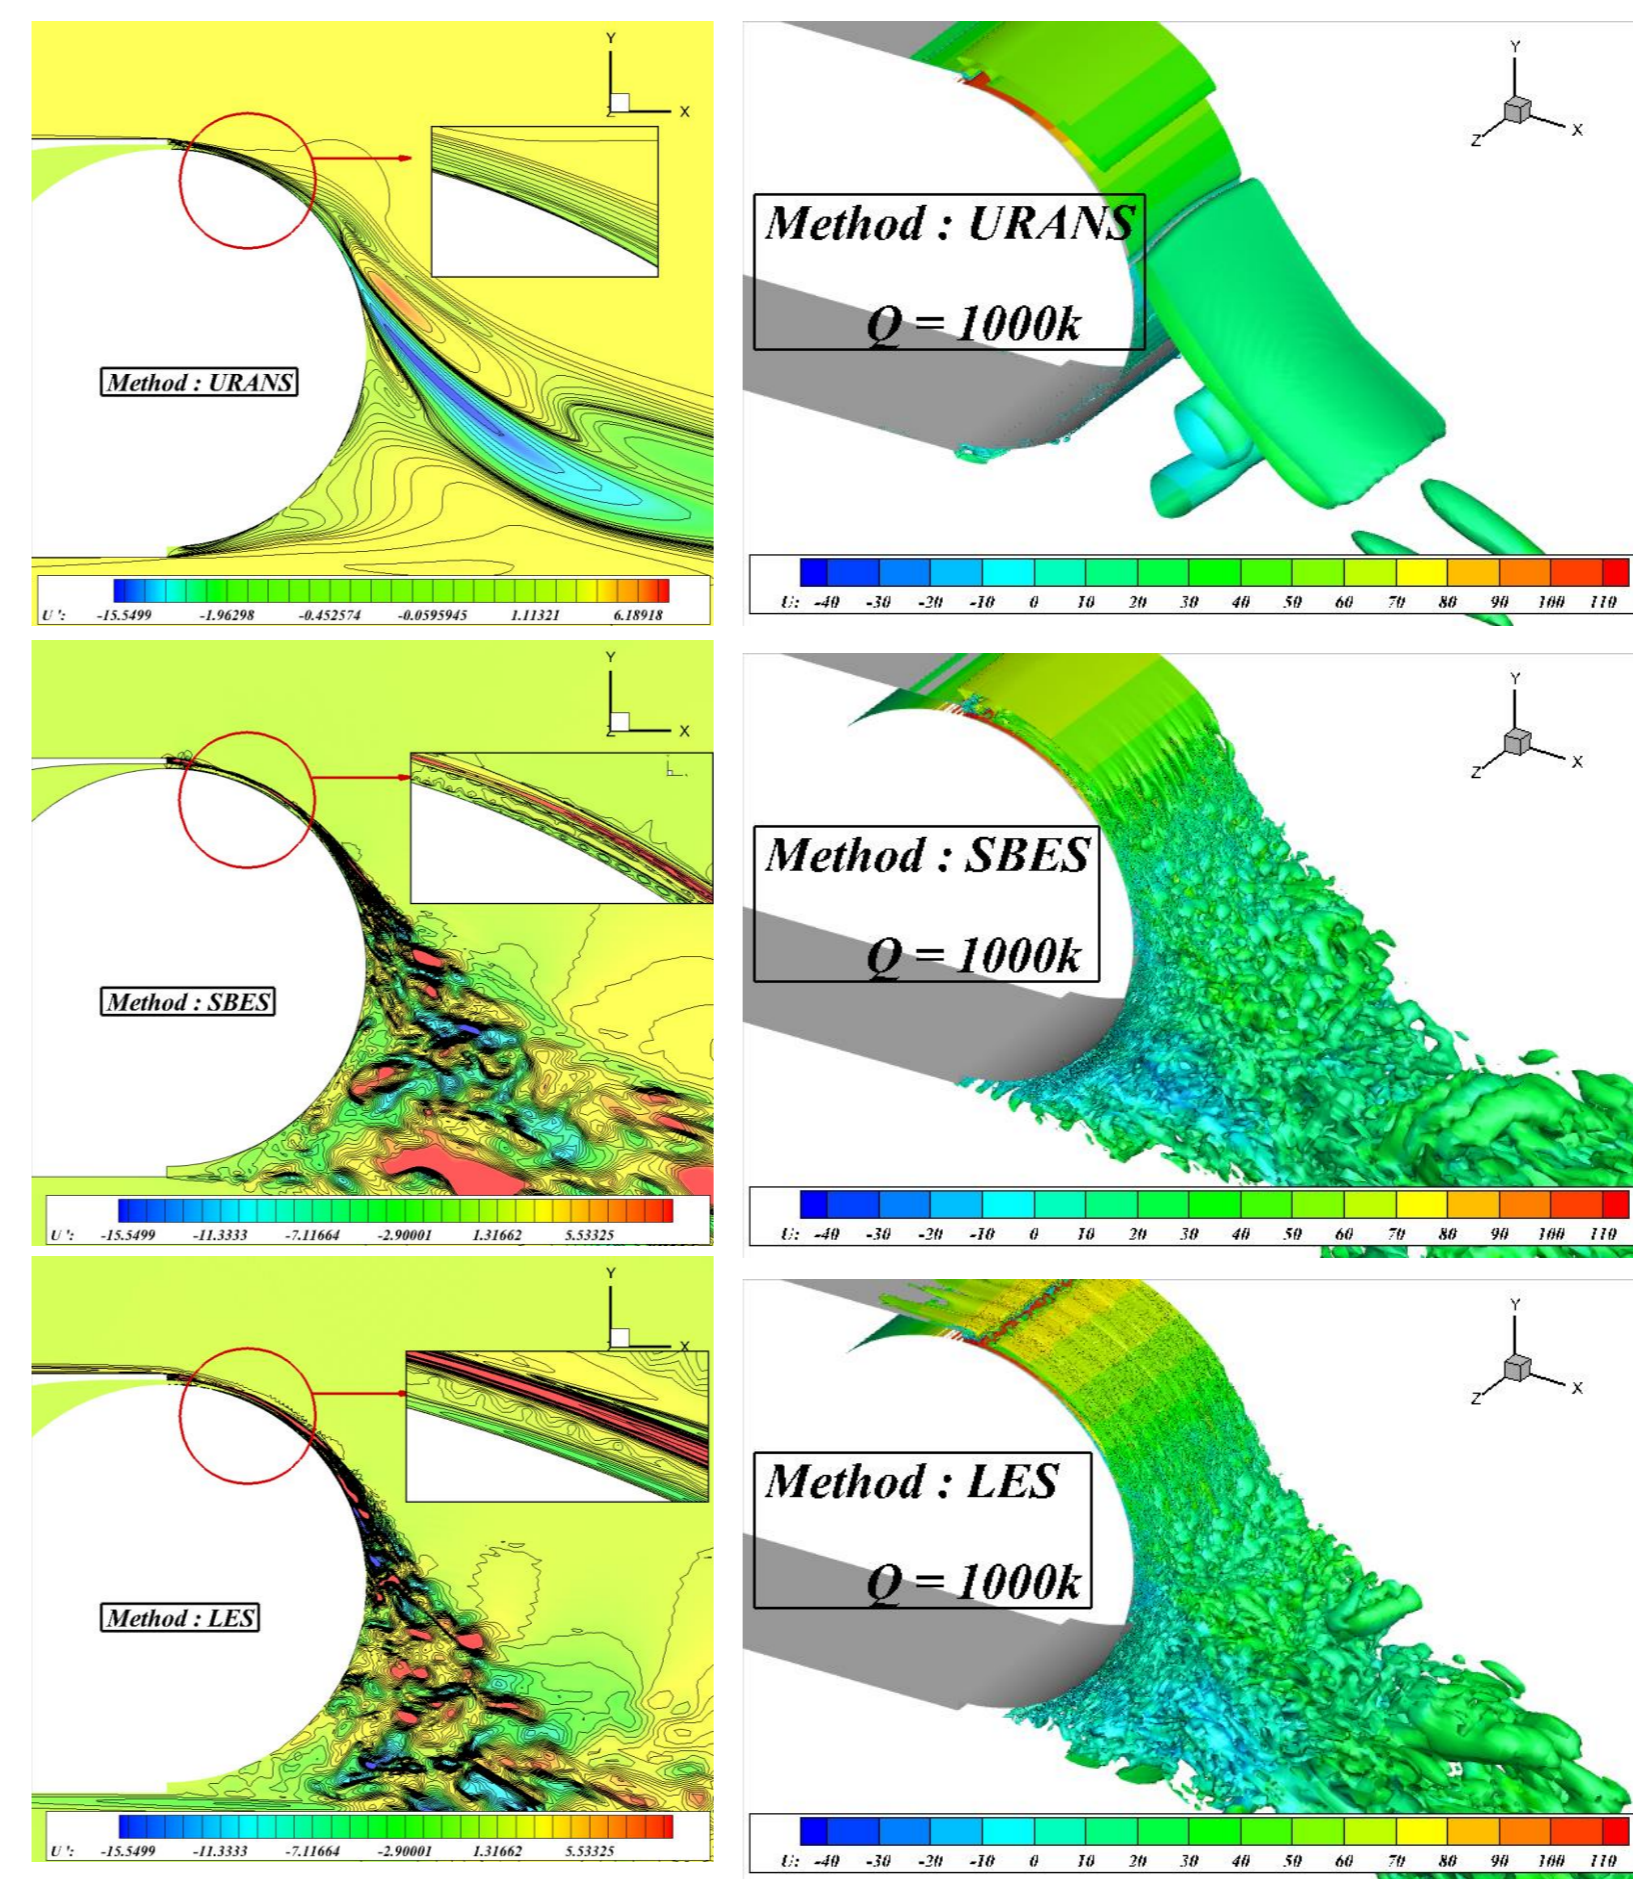 Y
Z X
Method : URANS
U ': -15.5499 -1.96298 -0.452574 -0.0595945 1.11321 6.18918
Y
Z X
Method : URANS
Q = 1000k
U: -40 -30 -20 -10 0 10 20 30 40 50 60 70 80 90 100 110
Y
Z X
Method : SBES
U ': -15.5499 -11.3333 -7.11664 -2.90001 1.31662 5.53325
Y
Z X
Method : SBES
Q = 1000k
U: -40 -30 -20 -10 0 10 20 30 40 50 60 70 80 90 100 110
Y
X
Method : LES
U ': -15.5499 -11.3333 -7.11664 -2.90001 1.31662 5.53325
Y
Z X
Method : LES
Q = 1000k
U: -40 -30 -20 -10 0 10 20 30 40 50 60 70 80 90 100 110